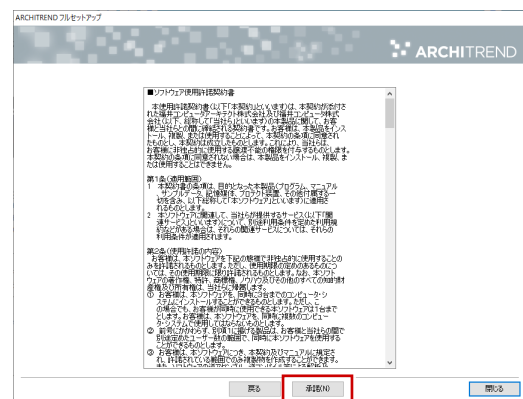 ARCHITREND フルセットアップ
ARCHITREND
■ソフトウェア使用許諾契約書
本使用許諾契約書(以下「本契約」といいます)は、本契約が添付さ
れた福井コンピュータアーキテクト株式会社及び福井コンピュータ株式
会社(以下、総称して「当社ら」といいます)の本製品に関して、お客
様と当社らとの間に締結される契約書です。お客様は、本製品をインス
トール、複製、または使用することによって、本契約の条項に同意され
たものとし、本契約は成立したものとします。これにより、当社らは、
お客様に非独占的に使用する譲渡不能の権利を付与するものとします。
本契約の条項に同意されない場合は、本製品をインストール、複製、ま
たは使用することはできません。
第1条(適用範囲)
1 本契約書の条項は、目的となった本製品(プログラム、マニュアル
、サンプルデータ、記憶媒体、プロテクト装置、その他付属する一
切を含み、以下総称して「本ソフトウェア」といいます)に適用さ
れるものとします。
2 本ソフトウェアに関連して、当社らが提供するサービス(以下「関
連サービス」といいます)について、別途利用条件を定めた利用規
約などがある場合は、それらの関連サービスについては、それらの
利用条件が適用されます。
第2条(使用許諾の内容)
お客様は、本ソフトウェアを下記の態様で非独占的に使用することの
みを許諾されるものとします。ただし、使用期限の定めのあるものにつ
いては、その使用期限に限り許諾されるものとします。なお、本ソフト
ウェアの著作権、特許、商標権、ノウハウ及びその他のすべての知的財
産権及び所有権は、当社らに帰属します。
① お客様は、本ソフトウェアを、同時に3台までのコンピュータ・シ
ステムにインストールすることができるものとします。ただし、こ
の場合でも、お客様が同時に使用できる本ソフトウェアは1台まで
とします。お客様は、本ソフトウェアを、同時に複数のコンピュー
タ・システムで使用してはならないものとします。
② 前号にかかわらず、別項1に掲げる製品は、お客様と当社らの間で
別途定めたユーザー数の範囲で、同時に本ソフトウェアを使用する
ことができるものとします。
③ お客様は、本ソフトウェアにつき、本契約及びマニュアルに規定さ
れ、許諾されている範囲でのみ複製物を作成することができます。
戻る
承諾(N)
閉じる